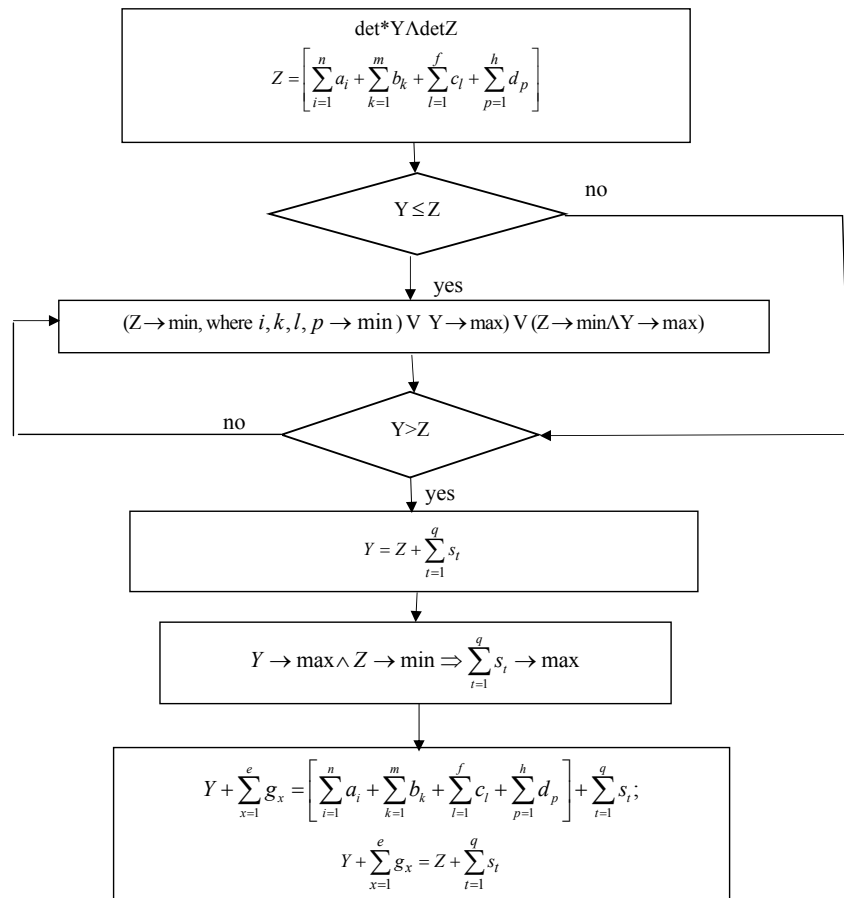 det*YΛdetZ
Z = [∑_{i=1}^{n} a_i + ∑_{k=1}^{m} b_k + ∑_{l=1}^{f} c_l + ∑_{p=1}^{h} d_p]
Y ≤ Z
no
yes
(Z→min, where i, k, l, p → min) V Y→max) V (Z→minΛY→max)
no
Y>Z
yes
Y = Z + ∑_{t=1}^{q} s_t
Y → max ∧ Z → min ⇒ ∑_{t=1}^{q} s_t → max
Y + ∑_{x=1}^{e} g_x = [∑_{i=1}^{n} a_i + ∑_{k=1}^{m} b_k + ∑_{l=1}^{f} c_l + ∑_{p=1}^{h} d_p] + ∑_{t=1}^{q} s_t;
Y + ∑_{x=1}^{e} g_x = Z + ∑_{t=1}^{q} s_t